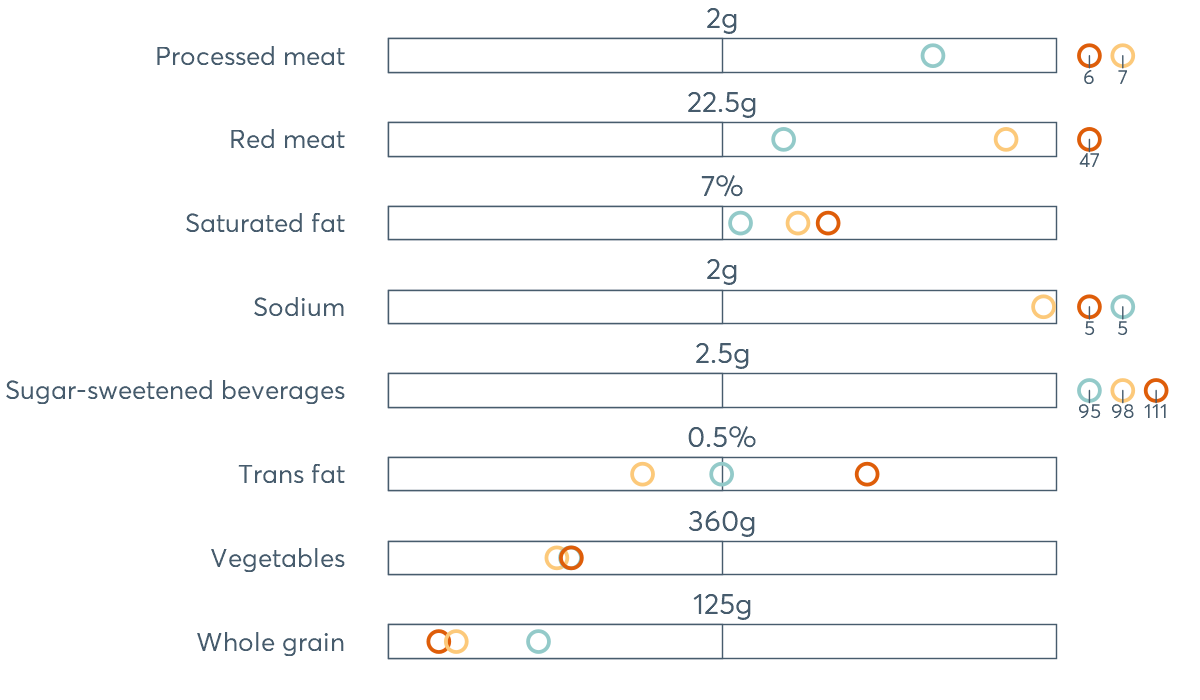 2g
Processed meat
6 7
22.5g
Red meat
47
7%
Saturated fat
2g
Sodium
5 5
2.5g
Sugar-sweetened beverages
95 98 111
0.5%
Trans fat
360g
Vegetables
125g
Whole grain